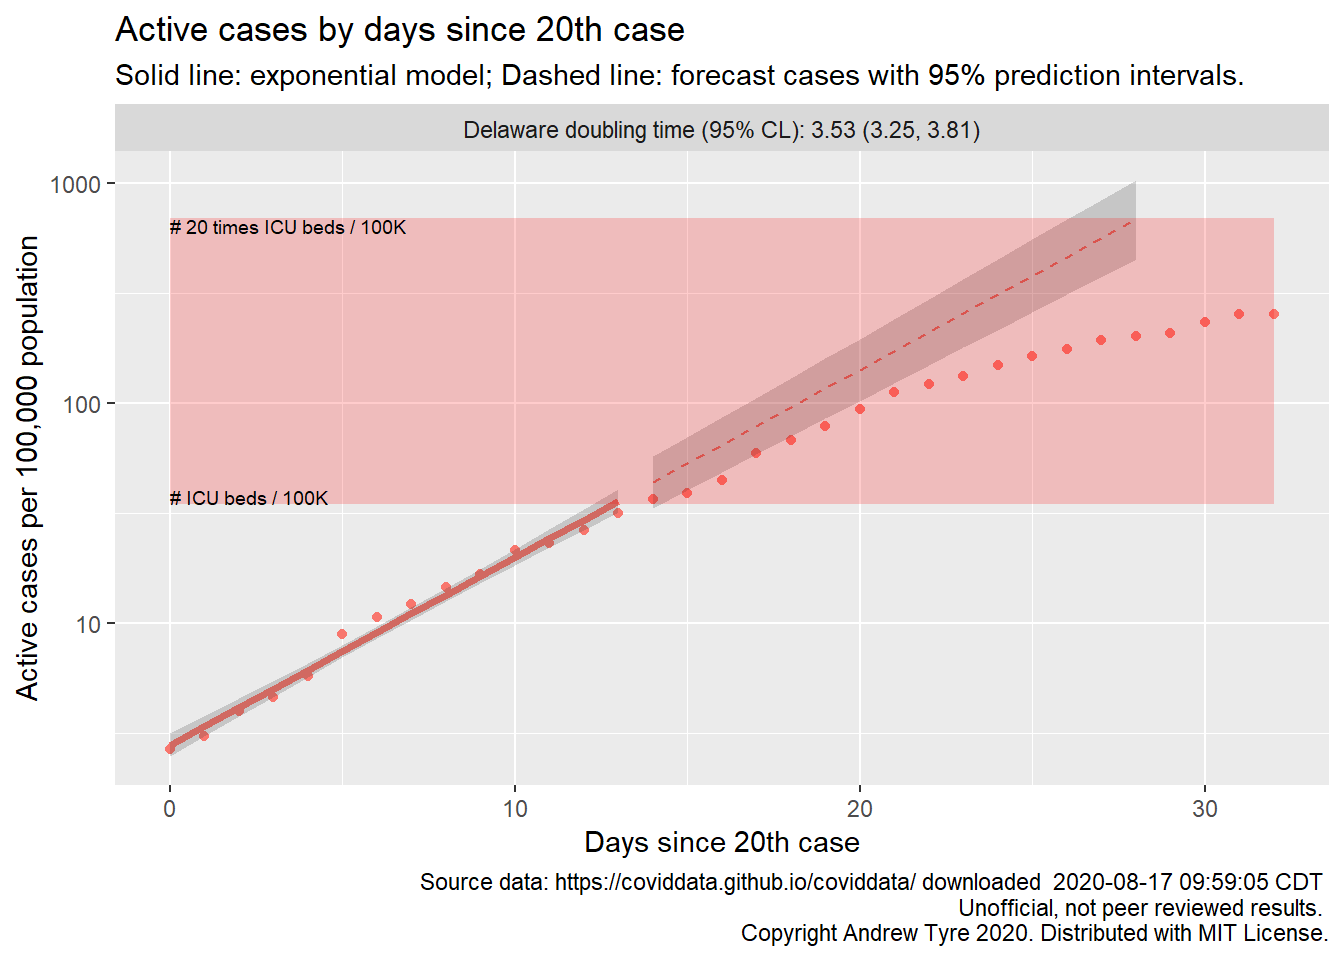 Active cases by days since 20th case
Solid line: exponential model; Dashed line: forecast cases with 95% prediction intervals.
Delaware doubling time (95% CL): 3.53 (3.25, 3.81)
Active cases per 100,000 population
1000
100
10
# 20 times ICU beds / 100K
# ICU beds / 100K
0
10
20
30
Days since 20th case
Source data: https://coviddata.github.io/coviddata/ downloaded  2020-08-17 09:59:05 CDT
Unofficial, not peer reviewed results.
Copyright Andrew Tyre 2020. Distributed with MIT License.